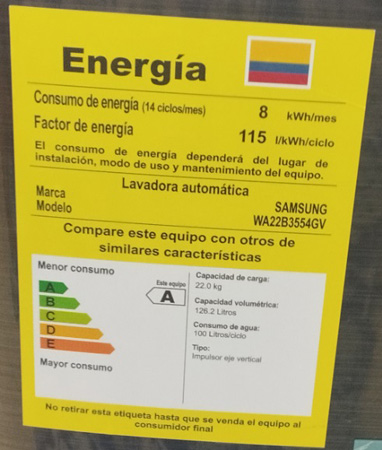 Energía
Consumo de energía (14 ciclos/mes) 8 kWh/mes
Factor de energía 115 l/kWh/ciclo
El consumo de energía dependerá del lugar de
instalación, modo de uso y mantenimiento del equipo.
Lavadora automática
Marca SAMSUNG
Modelo WA22B3554GV
Compare este equipo con otros de
similares características
Menor consumo
A
B
C
D
E
Mayor consumo
Este equipo
A
Capacidad de carga:
22.0 kg
Capacidad volumétrica:
126.2 Litros
Consumo de agua:
100 Litros/ciclo
Tipo:
Impulsor eje vertical
No retirar esta etiqueta hasta que se venda el equipo al
consumidor final